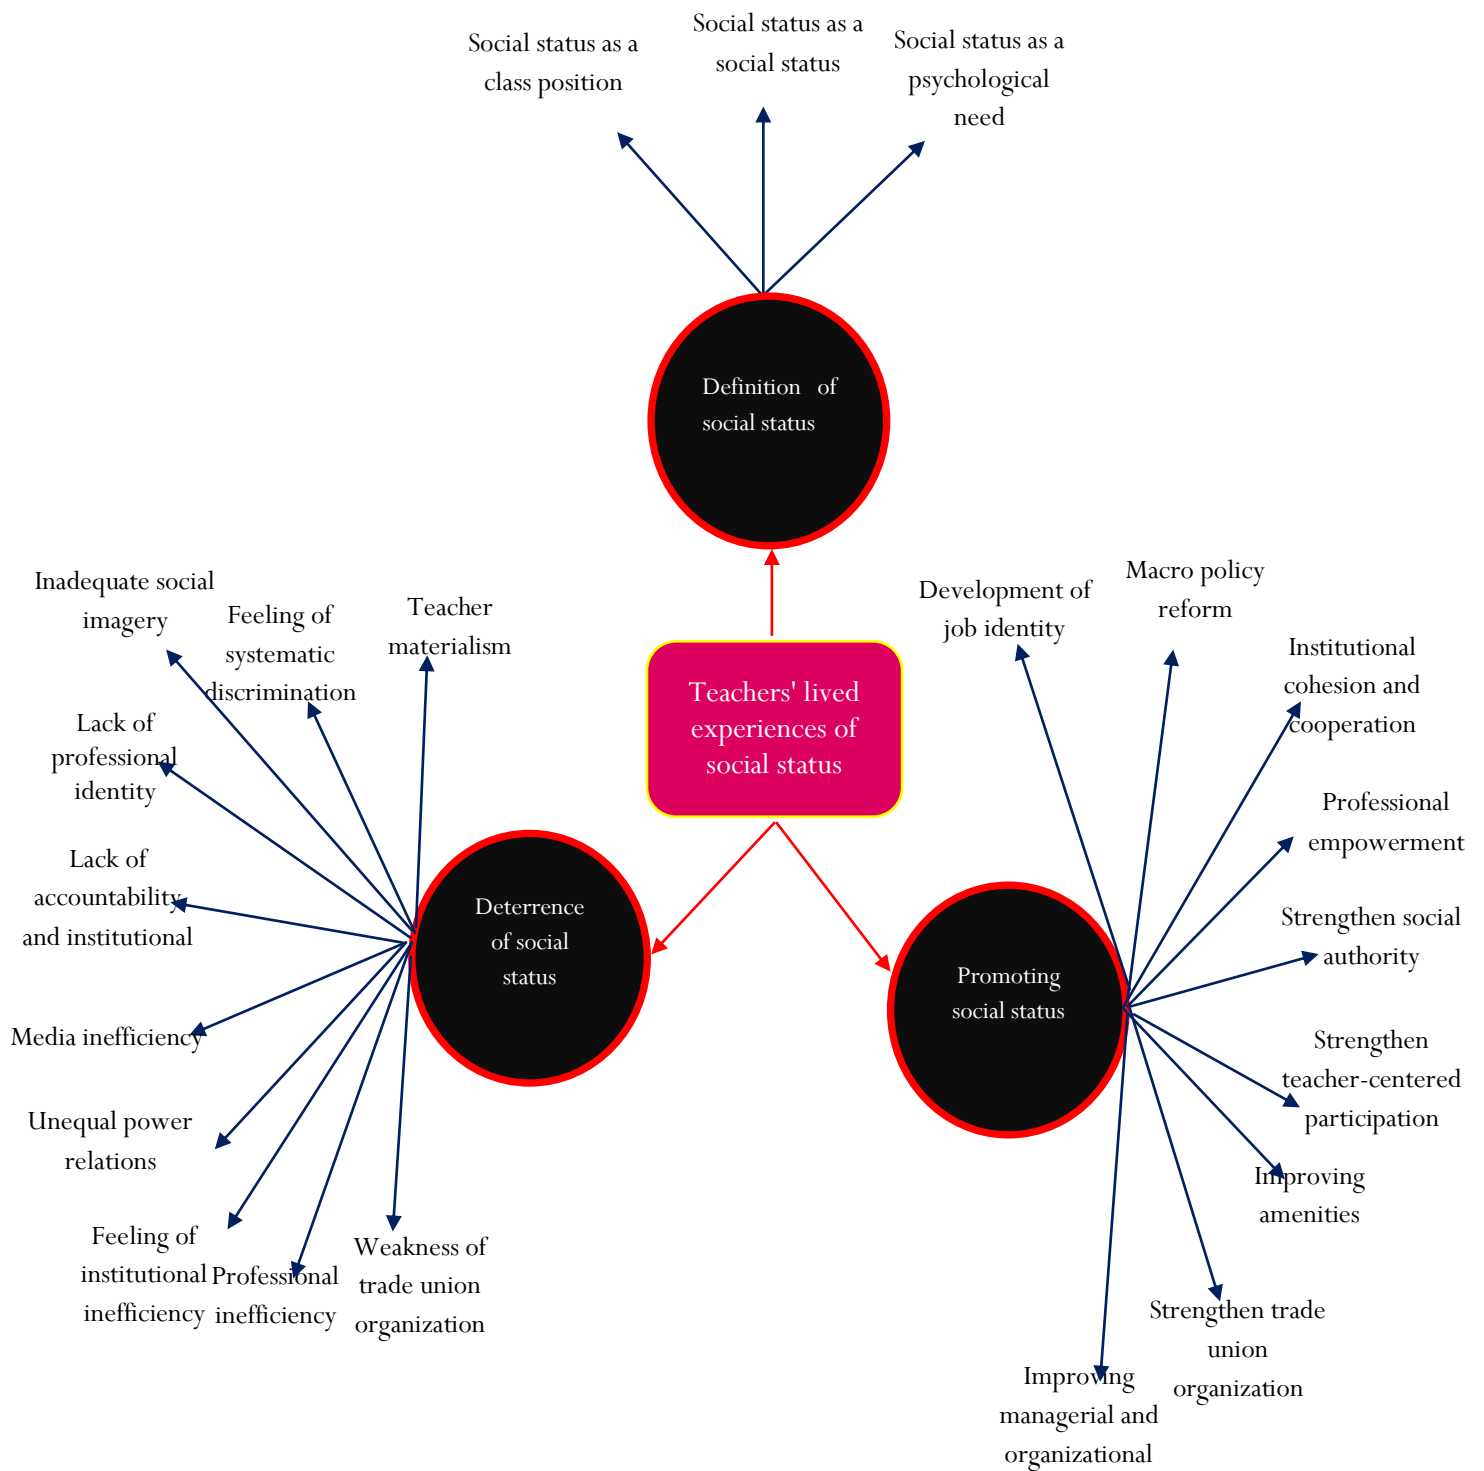 Social status as a
class position
Social status as a
social status
Social status as a
psychological
need
Definition of
social status
Teachers' lived
experiences of
social status
Inadequate social
imagery
Feeling of
systematic
discrimination
Teacher
materialism
Lack of
professional
identity
Lack of
accountability
and institutional
Media inefficiency
Unequal power
relations
Feeling of
institutional
inefficiency
Professional
inefficiency
Weakness of
trade union
organization
Deterrence
of social
status
Development of
job identity
Macro policy
reform
Institutional
cohesion and
cooperation
Professional
empowerment
Strengthen social
authority
Strengthen
teacher-centered
participation
Improving
amenities
Strengthen trade
union
organization
Improving
managerial and
organizational
Promoting
social status